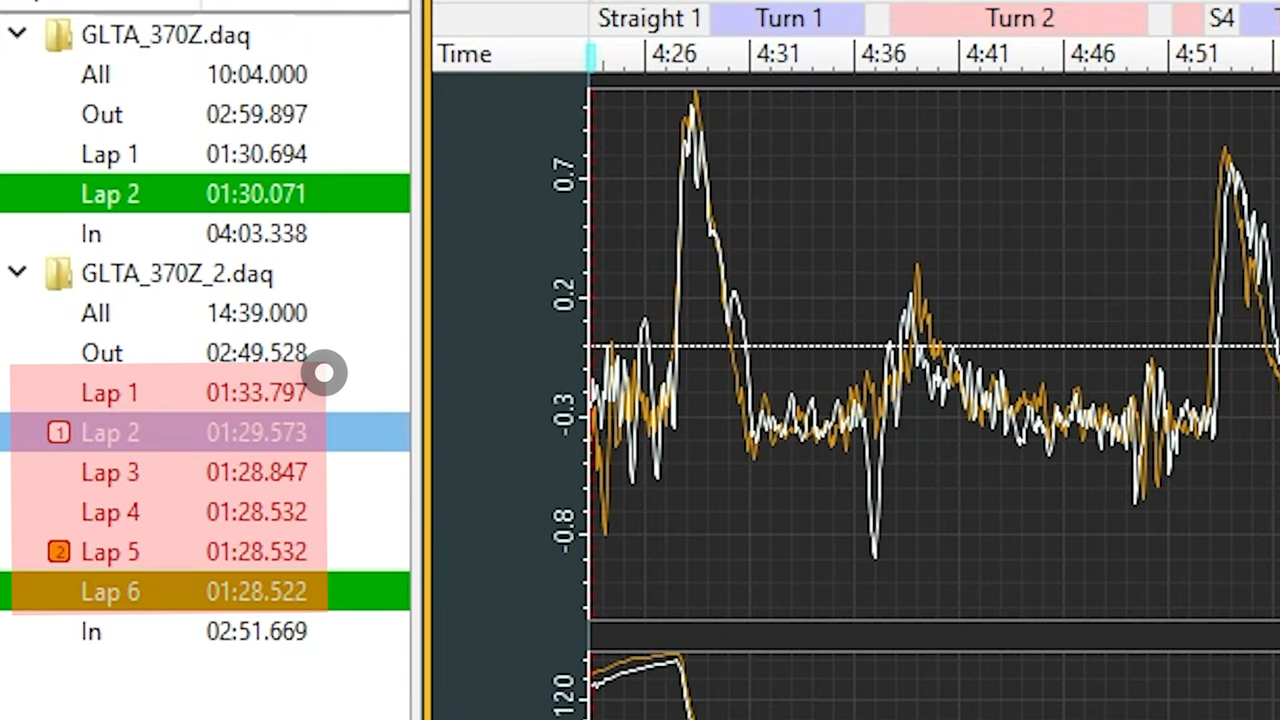 GLTA_370Z.daq
All 10:04.000
Out 02:59.897
Lap 1 01:30.694
Lap 2 01:30.071
In 04:03.338
GLTA_370Z_2.daq
All 14:39.000
Out 02:49.528
Lap 1 01:33.797
1 Lap 2 01:29.573
Lap 3 01:28.847
Lap 4 01:28.532
2 Lap 5 01:28.532
Lap 6 01:28.522
In 02:51.669
Straight 1 Turn 1 Turn 2 S4
Time 4:26 4:31 4:36 4:41 4:46 4:51
0.7
0.2
-0.3
-0.8
120